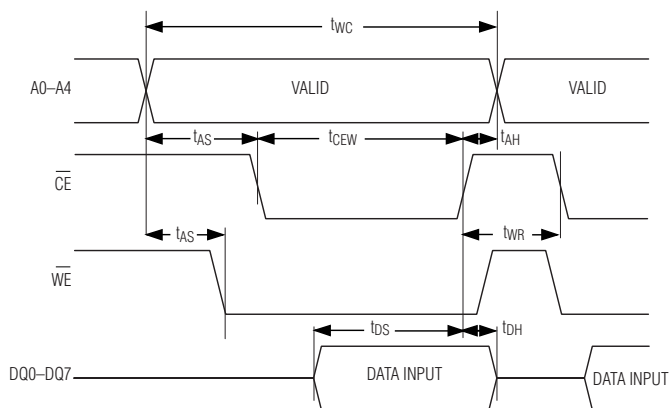 tWC
A0–A4 VALID VALID
tAS tCEW tAH
CE
tAS tWR
WE
tDS tDH
DQ0–DQ7 DATA INPUT DATA INPUT